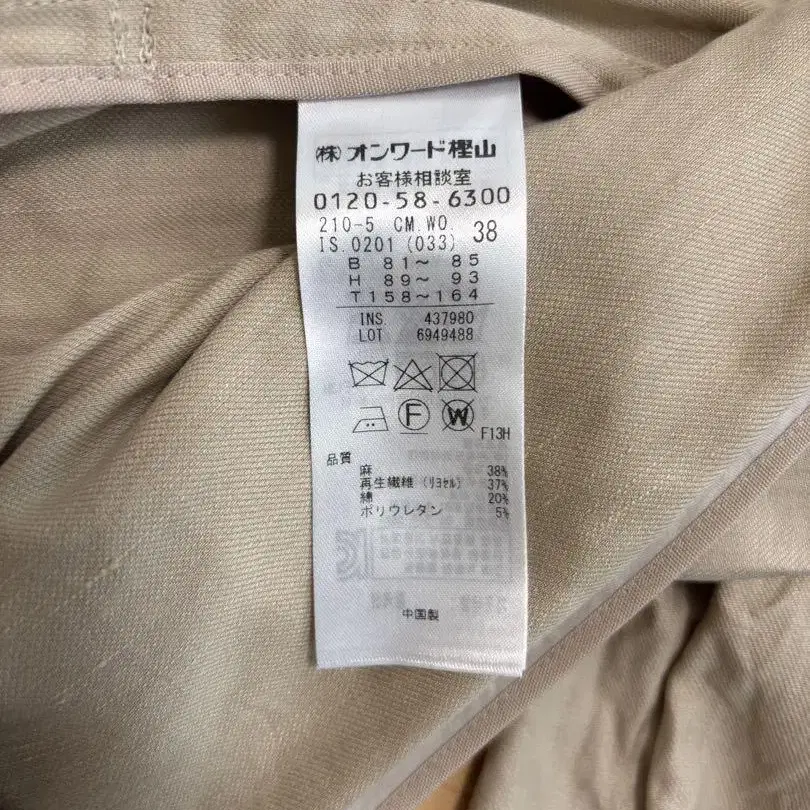 ㈱オンワード樫山
お客様相談室
0120-58-6300
210-5 CM.WO. 38
IS.0201 (033)
B 81～ 85
H 89～ 93
T 158～164
INS. 437980
LOT 6949488
F W
F13H
品質
麻 38%
再生繊維 (リヨセル) 37%
綿 20%
ポリウレタン 5%
中国製